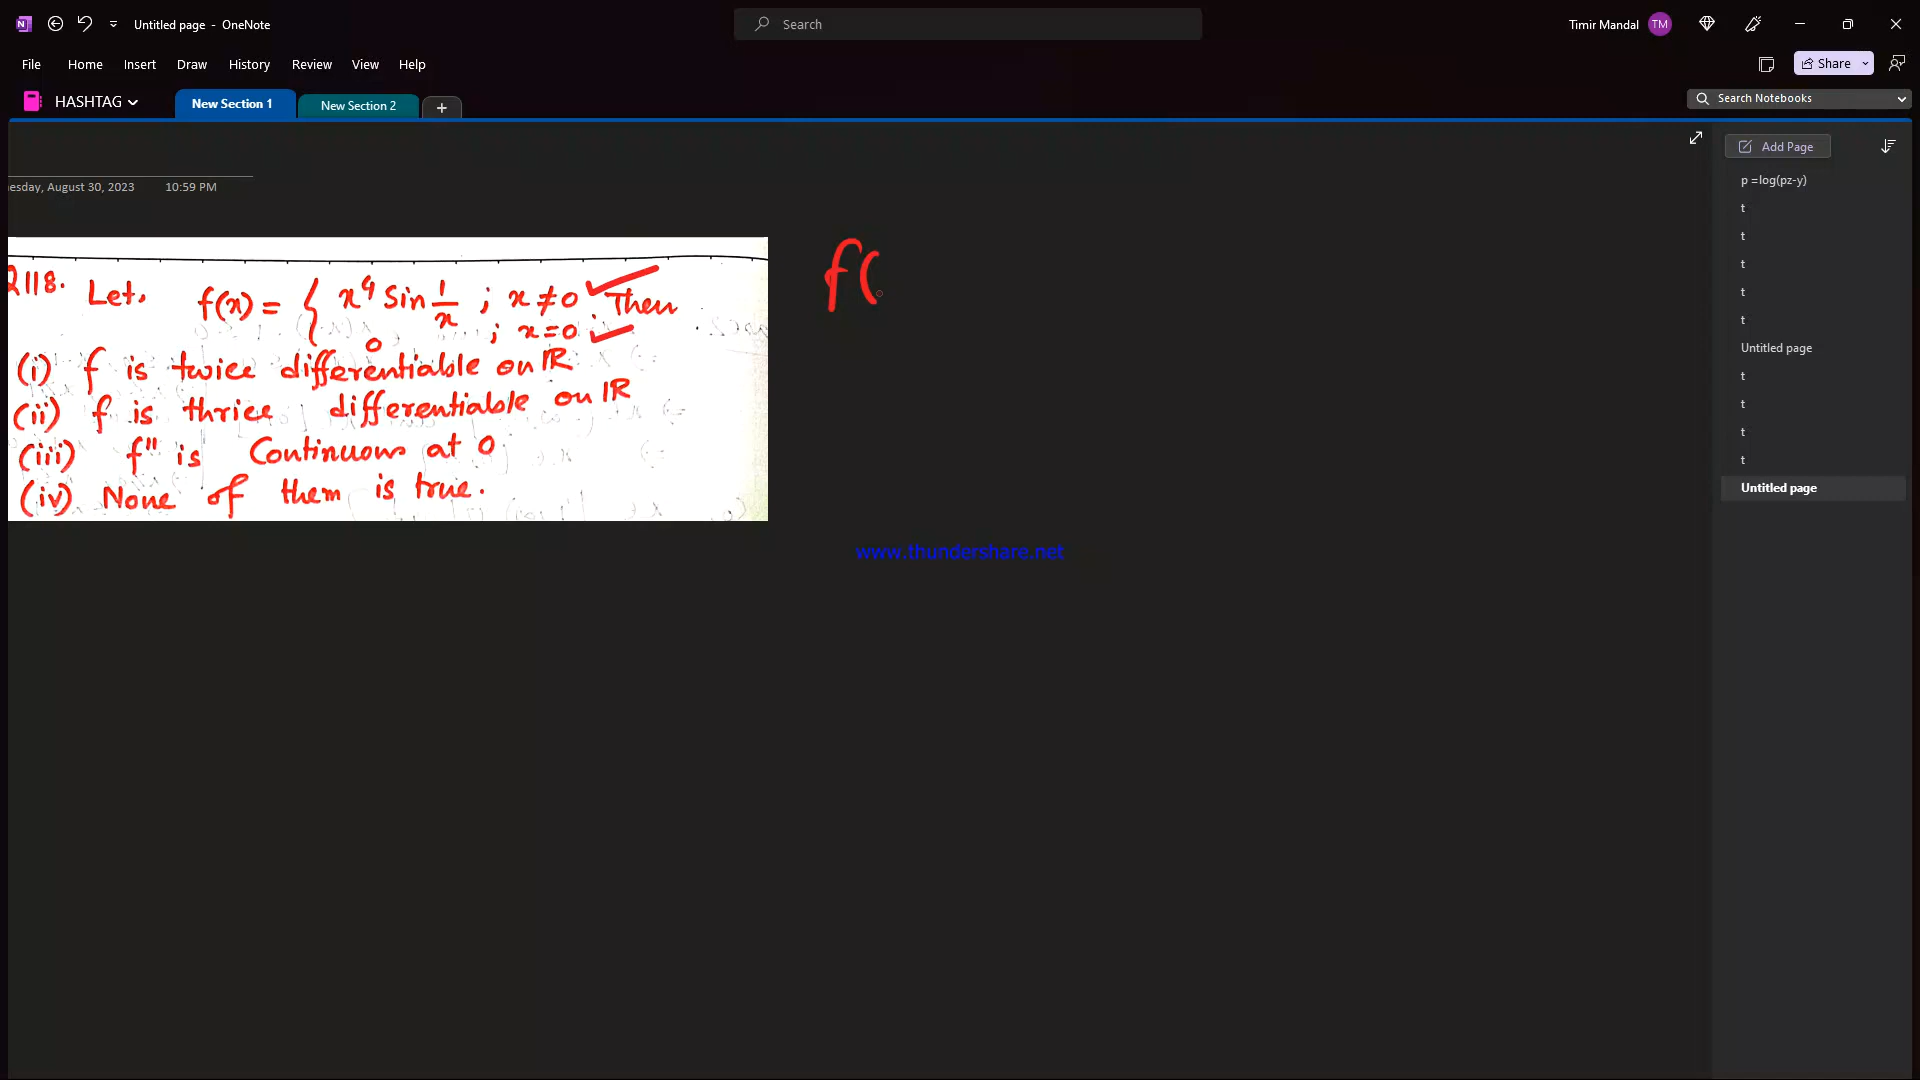 Untitled page - OneNote
Search
Timir Mandal TM
File Home Insert Draw History Review View Help
Share
HASHTAG
New Section 1
New Section 2
+
Search Notebooks
Add Page
esday, August 30, 2023 10:59 PM
2118. Let, f(x) = { x⁴ Sin 1/x ; x ≠ 0 Then
0 ; x = 0
(i) f is twice differentiable on IR
(ii) f is thrice differentiable on IR
(iii) f" is Continuous at 0
(iv) None of them is true.
f(
www.thundershare.net
p =log(pz-y)
t
t
t
t
t
Untitled page
t
t
t
t
Untitled page